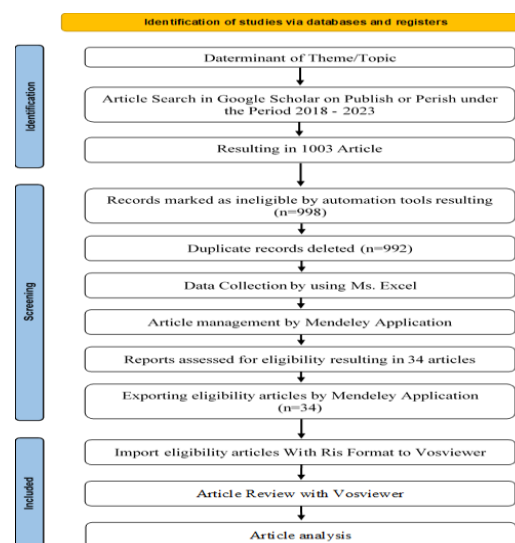 Identification of studies via databases and registers
Identification
Daterminant of Theme/Topic
Article Search in Google Scholar on Publish or Perish under
the Period 2018 - 2023
Resulting in 1003 Article
Screening
Records marked as ineligible by automation tools resulting
(n=998)
Duplicate records deleted (n=992)
Data Collection by using Ms. Excel
Article management by Mendeley Application
Reports assessed for eligibility resulting in 34 articles
Exporting eligibility articles by Mendeley Application
(n=34)
Included
Import eligibility articles With Ris Format to Vosviewer
Article Review with Vosviewer
Article analysis